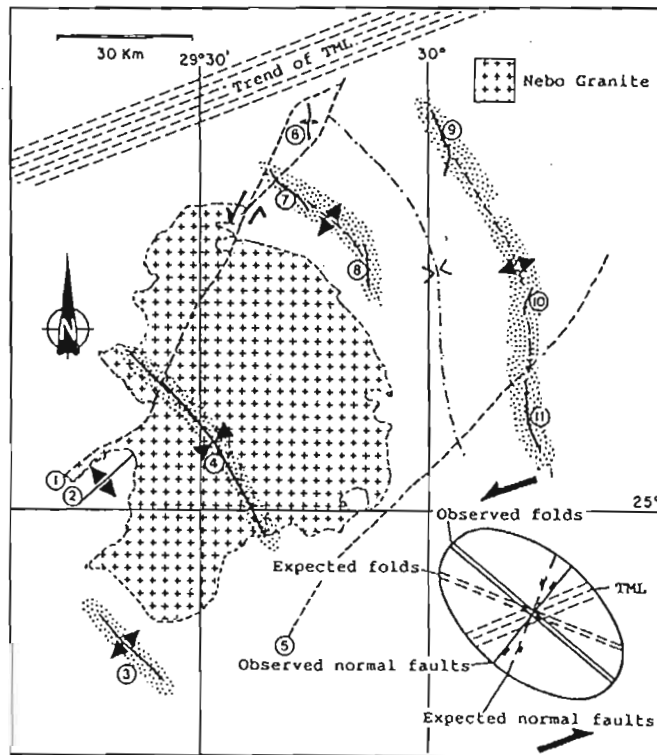 30 Km
29°30'
30°
Trend of TML
Nebo Granite
6
9
7
8
N
10
11
4
1
2
25°
Observed folds
Expected folds
TML
5
Observed normal faults
3
Expected normal faults